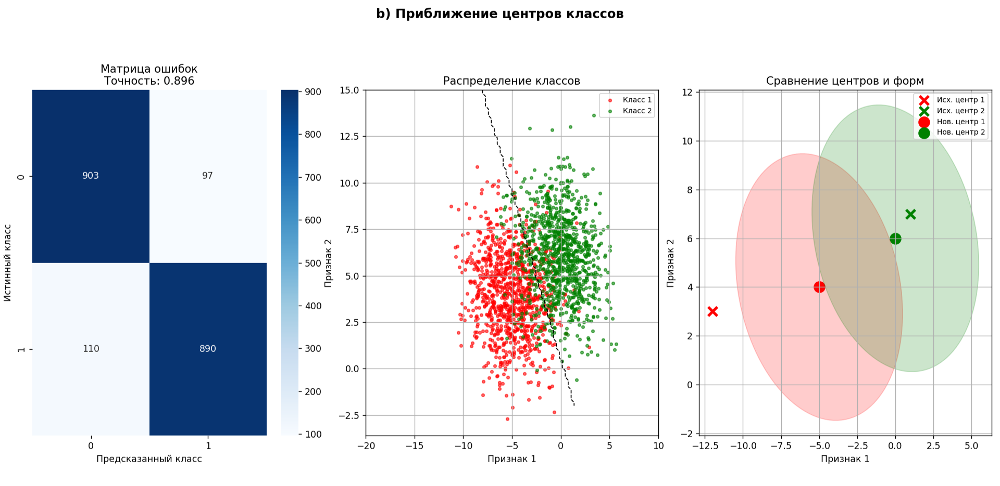 b) Приближение центров классов
Матрица ошибок
Точность: 0.896
Истинный класс
0
1
903
97
110
890
0
1
Предсказанный класс
900
800
700
600
500
400
300
200
100
Распределение классов
Признак 2
15.0
12.5
10.0
7.5
5.0
2.5
0.0
−2.5
Класс 1
Класс 2
−20
−15
−10
−5
0
5
10
Признак 1
Сравнение центров и форм
Признак 2
12
10
8
6
4
2
0
−2
Исх. центр 1
Исх. центр 2
Нов. центр 1
Нов. центр 2
−12.5
−10.0
−7.5
−5.0
−2.5
0.0
2.5
5.0
Признак 1